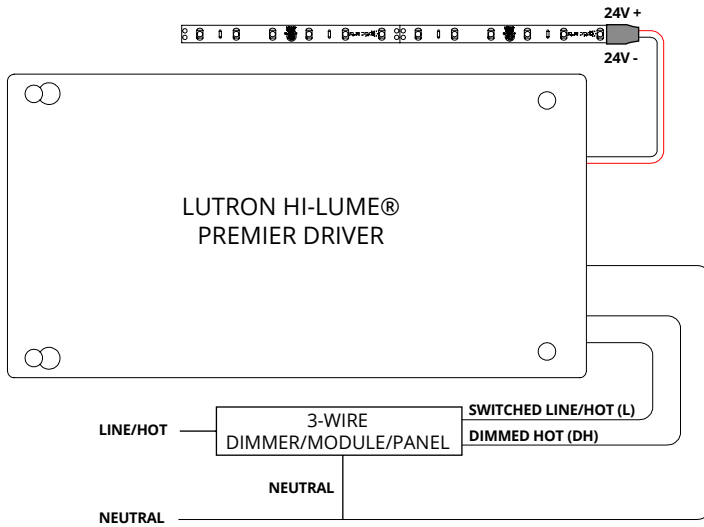 24V +
24V -
LUTRON HI-LUME®
PREMIER DRIVER
SWITCHED LINE/HOT (L)
3-WIRE
DIMMER/MODULE/PANEL
LINE/HOT
DIMMED HOT (DH)
NEUTRAL
NEUTRAL